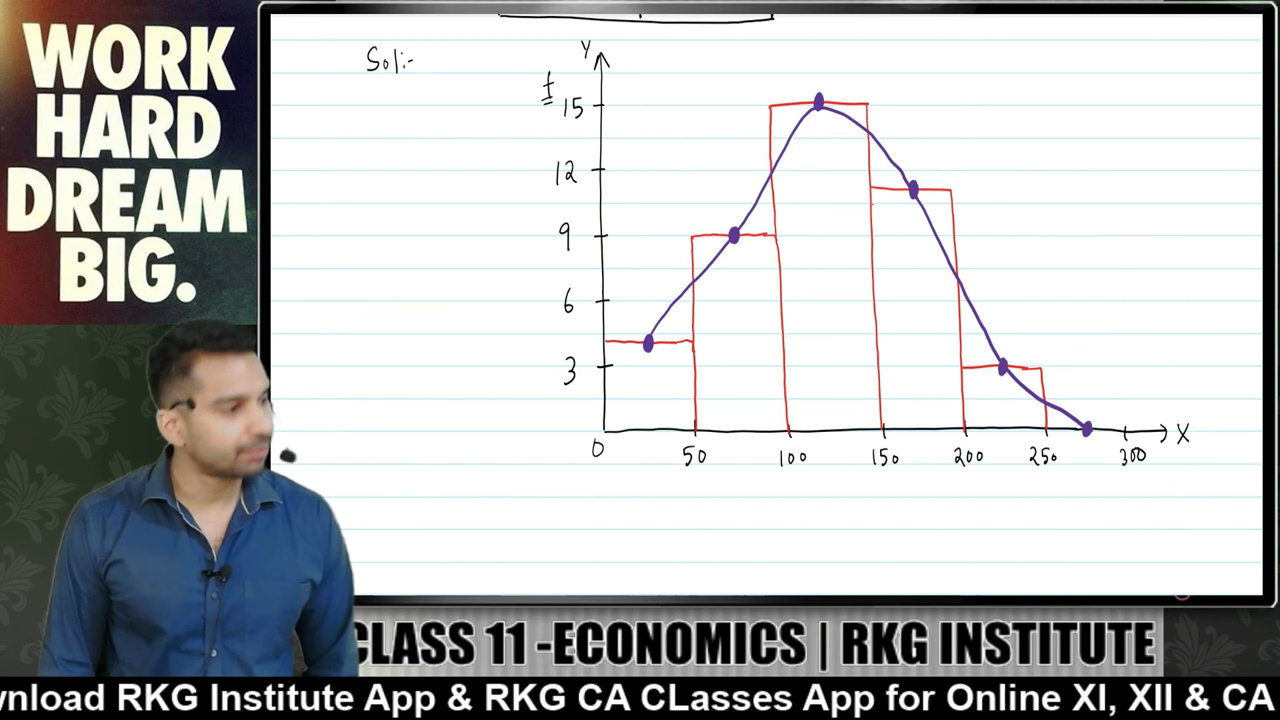 WORK
HARD
DREAM
BIG.
Sol:-
Y
f
15
12
9
6
3
0 50 100 150 200 250 300 X
CLASS 11 -ECONOMICS | RKG INSTITUTE
wnload RKG Institute App & RKG CA CLasses App for Online XI, XII & CA